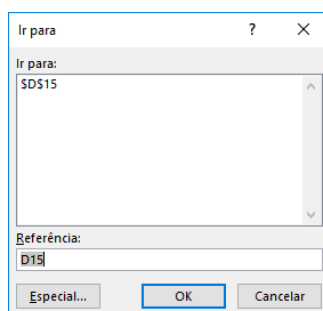 Ir para ? ×
Ir para:
$D$15
Referência:
D15
Especial... OK Cancelar